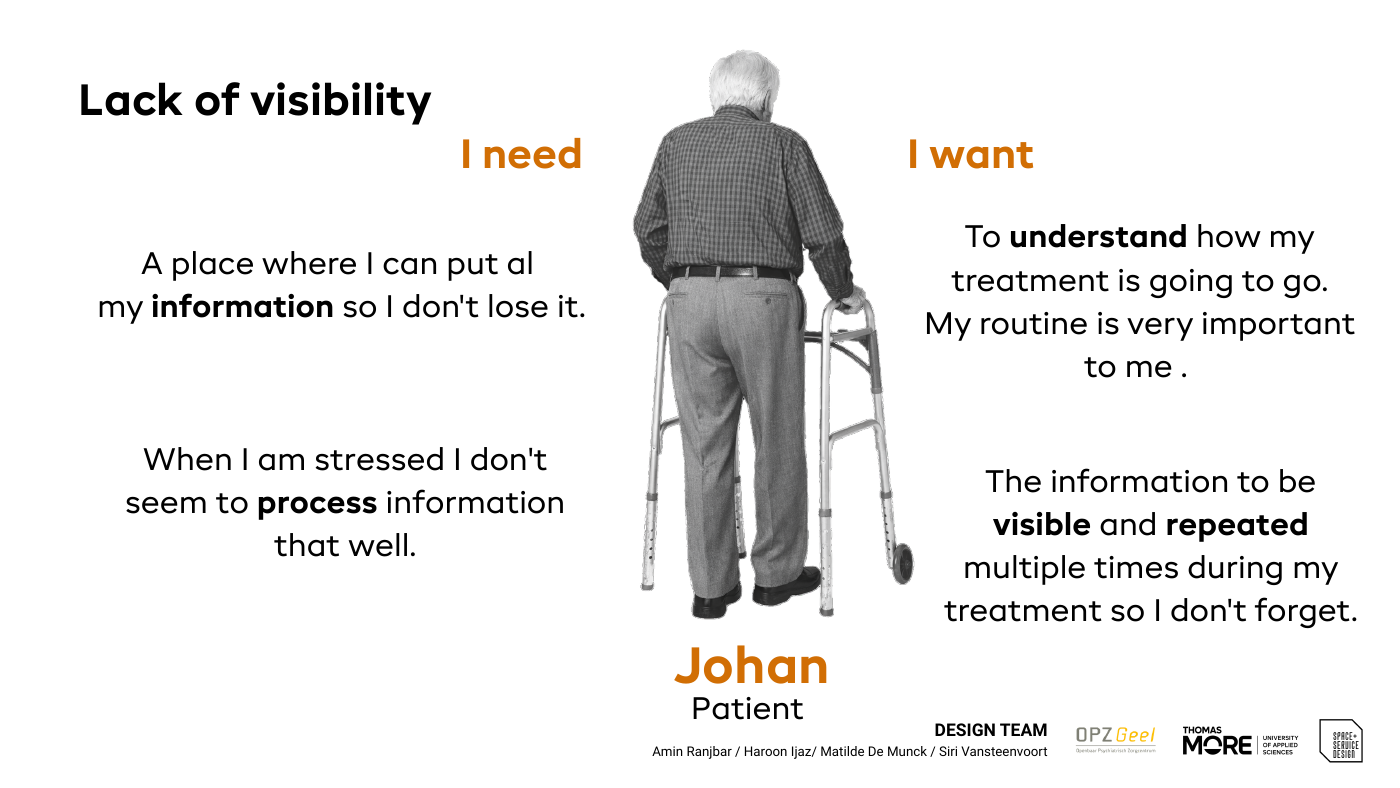 Lack of visibility
I need
A place where I can put al
my information so I don't lose it.
When I am stressed I don't
seem to process information
that well.
I want
To understand how my
treatment is going to go.
My routine is very important
to me .
The information to be
visible and repeated
multiple times during my
treatment so I don't forget.
Johan
Patient
DESIGN TEAM
Amin Ranjbar / Haroon Ijaz/ Matilde De Munck / Siri Vansteenvoort
OPZ Geel
Openbaar Psychiatrisch Zorgcentrum
THOMAS
MORE
UNIVERSITY
OF APPLIED
SCIENCES
SPACE+
SERVICE
DESIGN